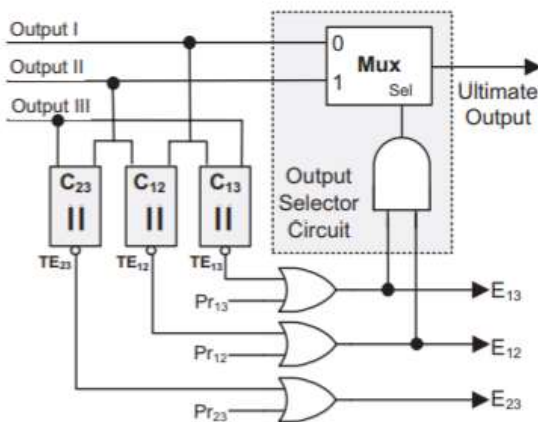 Output I
Output II
Output III
0
1
Mux
Sel
Ultimate
Output
C23
C12
C13
Output
Selector
Circuit
TE23
TE12
TE13
Pr13
E13
Pr12
E12
Pr23
E23